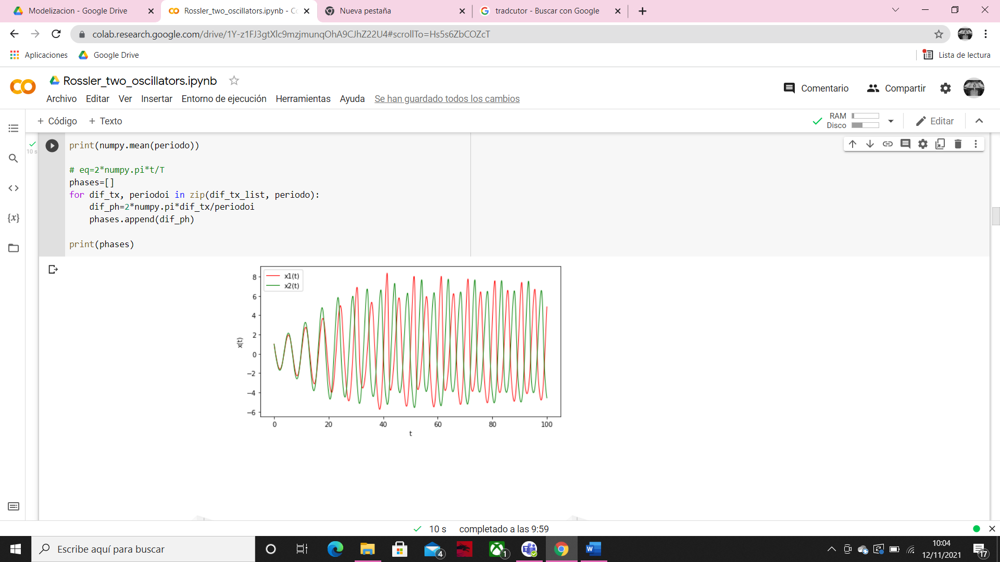 Modelizacion - Google Drive
Rossler_two_oscillators.ipynb - Co
Nueva pestaña
tradcutor - Buscar con Google
colab.research.google.com/drive/1Y-z1FJ3gtXlc9mzjmunqOhA9CJhZ22U4#scrollTo=Hs5s6ZbCOZcT
Aplicaciones
Google Drive
Lista de lectura
Rossler_two_oscillators.ipynb
Comentario
Compartir
Archivo Editar Ver Insertar Entorno de ejecución Herramientas Ayuda Se han guardado todos los cambios
+ Código + Texto
RAM
Disco
Editar
10 s
print(numpy.mean(periodo))
# eq=2*numpy.pi*t/T
phases=[]
for dif_tx, periodoi in zip(dif_tx_list, periodo):
dif_ph=2*numpy.pi*dif_tx/periodoi
phases.append(dif_ph)
print(phases)
{x}
x1(t)
x2(t)
8
6
4
2
0
−2
−4
−6
x(t)
0 20 40 60 80 100
t
10 s completado a las 9:59
Escribe aquí para buscar
4
1
10:04
12/11/2021
17